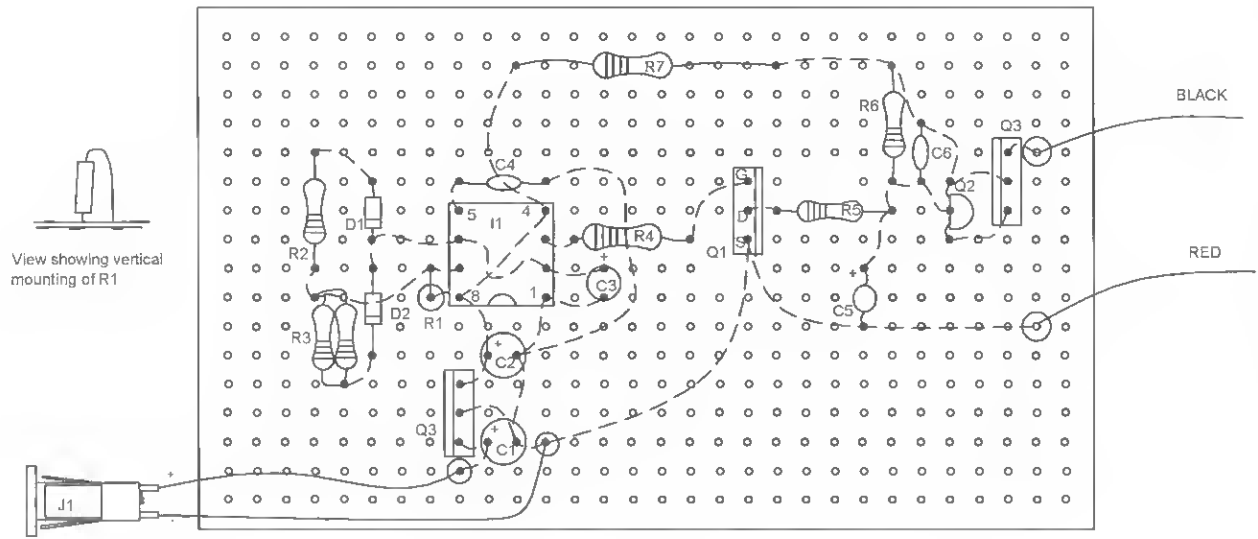 BLACK
R7
R6
Q3
C6
C4
G
Q2
5
4
I1
D
R5
D1
R4
View showing vertical
mounting of R1
R2
Q1
S
RED
+
+
C3
8
1
D2
R1
C5
R3
+
C2
Q3
+
C1
+
J1